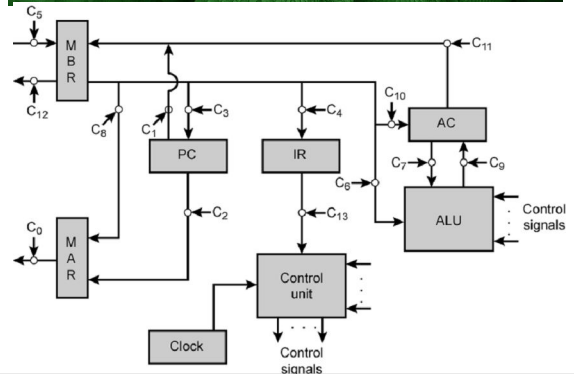 C5
M
B
R
C11
C12
C8
C1
C3
C4
C10
AC
PC
IR
C7
C9
C6
C2
C13
ALU
Control
signals
C0
M
A
R
Control
unit
Clock
Control
signals